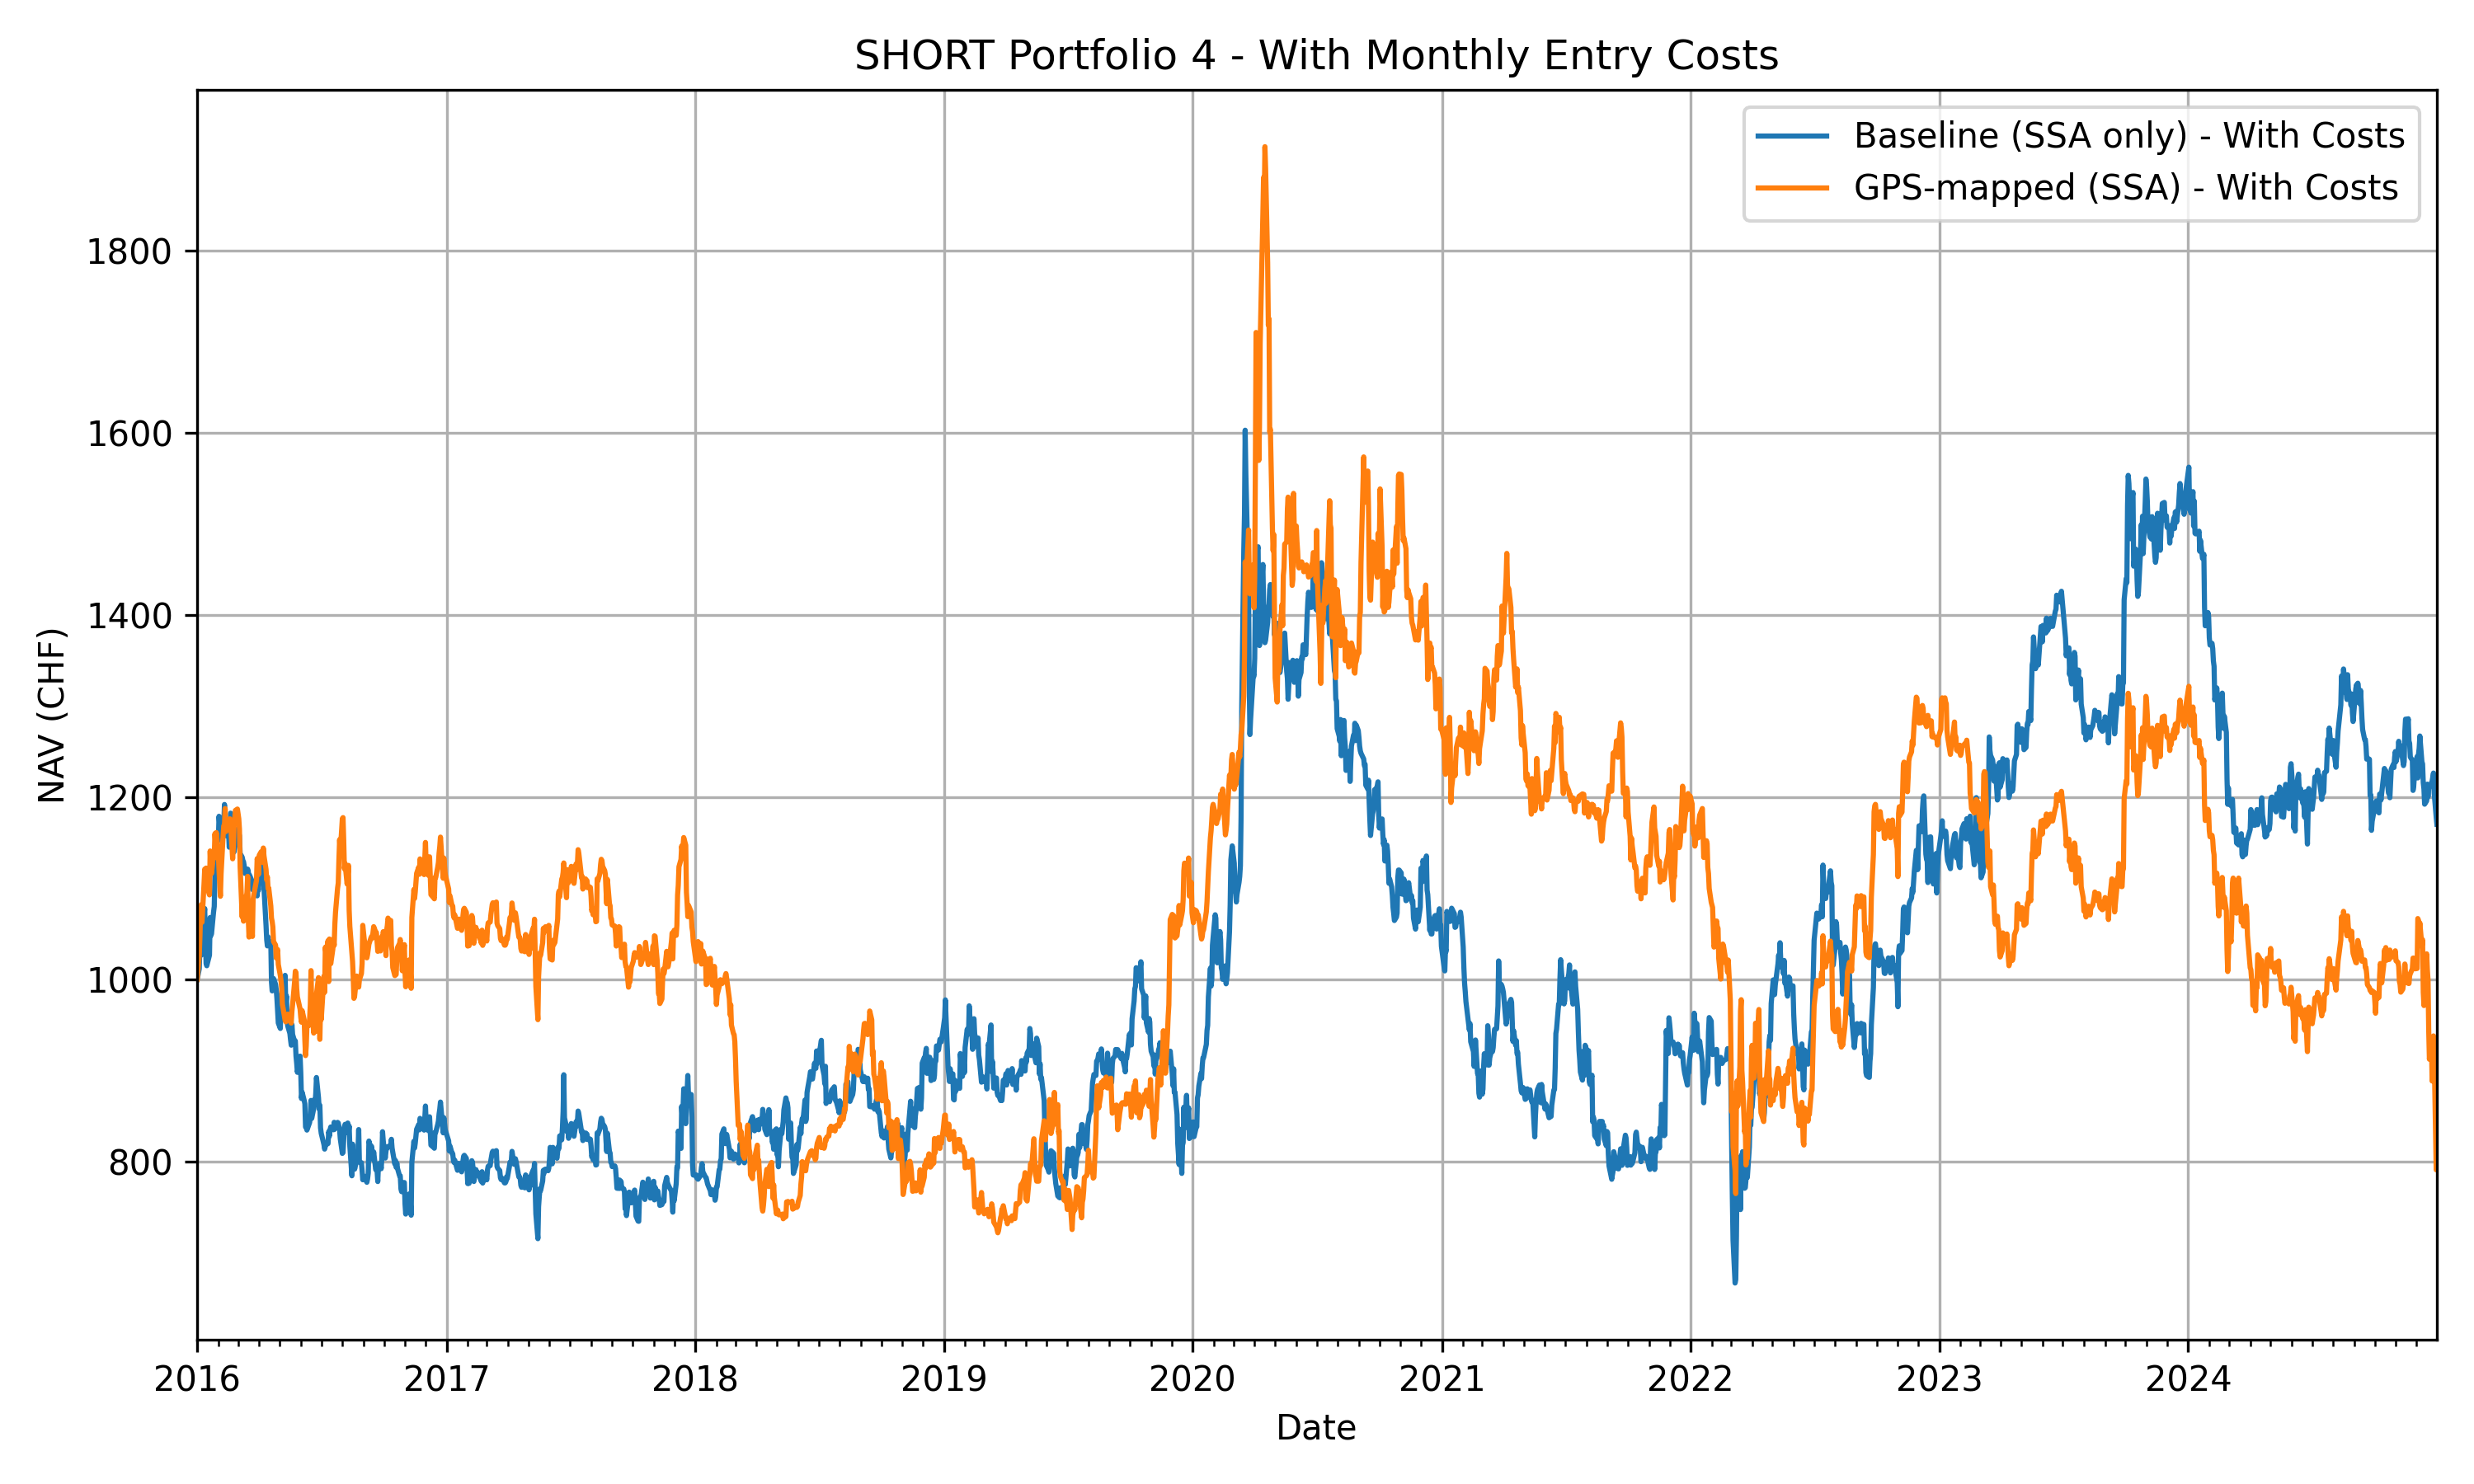 SHORT Portfolio 4 - With Monthly Entry Costs
Baseline (SSA only) - With Costs
GPS-mapped (SSA) - With Costs
NAV (CHF)
1800
1600
1400
1200
1000
800
2016 2017 2018 2019 2020 2021 2022 2023 2024
Date